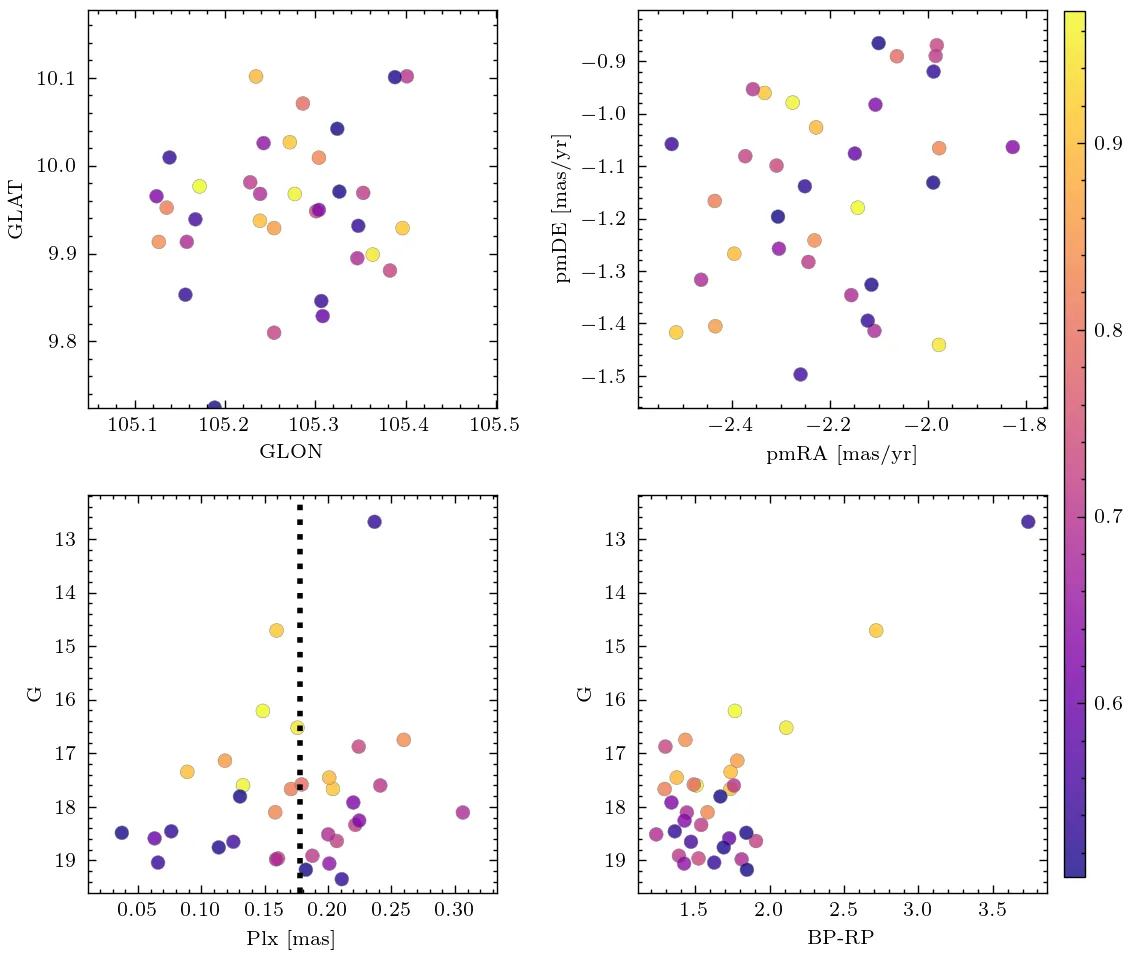 10.1
10.0
9.9
9.8
GLAT
105.1 105.2 105.3 105.4 105.5
GLON
−0.9
−1.0
−1.1
−1.2
−1.3
−1.4
−1.5
pmDE [mas/yr]
−2.4 −2.2 −2.0 −1.8
pmRA [mas/yr]
0.9
0.8
0.7
0.6
13
14
15
16
17
18
19
G
0.05 0.10 0.15 0.20 0.25 0.30
Plx [mas]
13
14
15
16
17
18
19
G
1.5 2.0 2.5 3.0 3.5
BP-RP